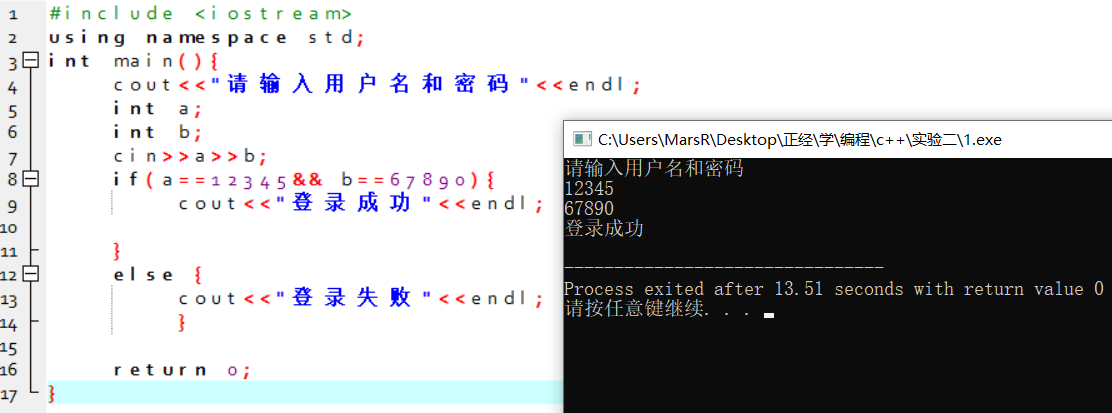 1 #include <iostream>
2 using namespace std;
3 int main(){
4 cout<<"请输入用户名和密码"<<endl;
5 int a;
6 int b;
7 cin>>a>>b;
8 if(a==12345&& b==67890){
9 cout<<"登录成功"<<endl;
10
11 }
12 else {
13 cout<<"登录失败"<<endl;
14 }
15
16 return 0;
17 }
C:\Users\MarsR\Desktop\正经\学\编程\c++\实验二\1.exe
请输入用户名和密码
12345
67890
登录成功
--------------------------------
Process exited after 13.51 seconds with return value 0
请按任意键继续. . .